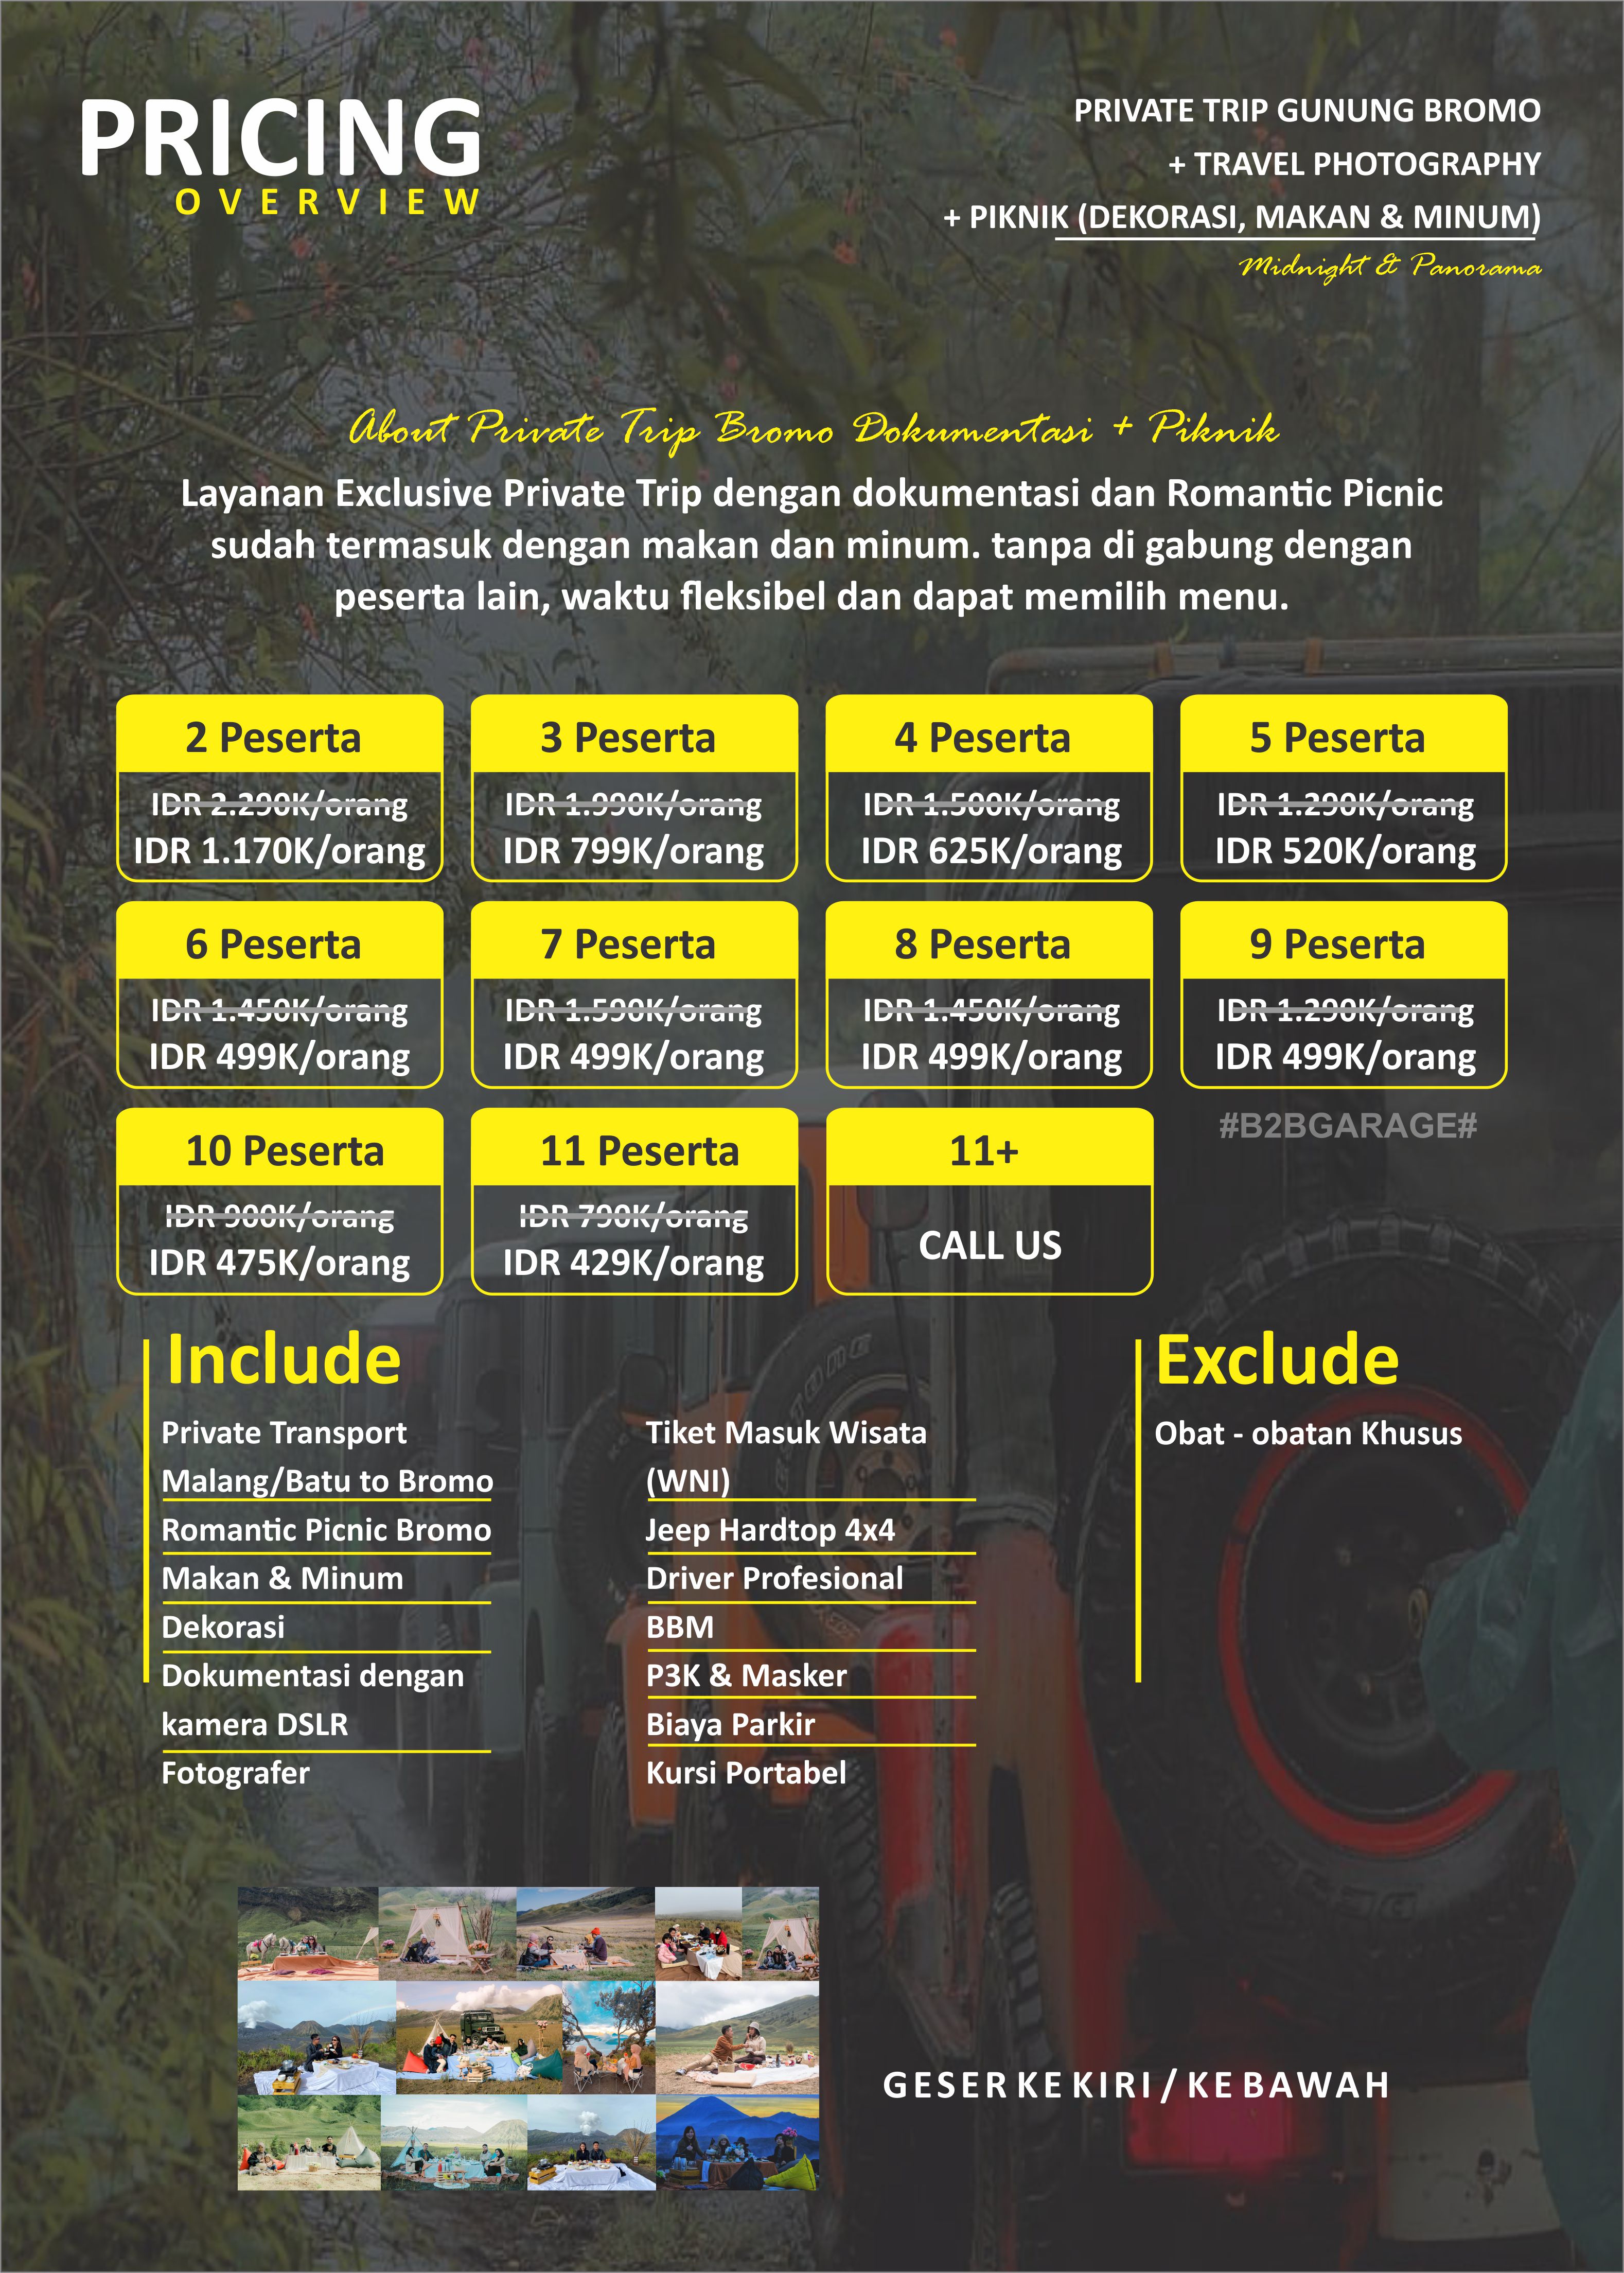 PRICING
OVERVIEW
PRIVATE TRIP GUNUNG BROMO
+ TRAVEL PHOTOGRAPHY
+ PIKNIK (DEKORASI, MAKAN & MINUM)
Midnight & Panorama
About Private Trip Bromo Dokumentasi + Piknik
Layanan Exclusive Private Trip dengan dokumentasi dan Romantic Picnic
sudah termasuk dengan makan dan minum. tanpa di gabung dengan
peserta lain, waktu fleksibel dan dapat memilih menu.
2 Peserta
IDR 2.290K/orang
IDR 1.170K/orang
3 Peserta
IDR 1.990K/orang
IDR 799K/orang
4 Peserta
IDR 1.500K/orang
IDR 625K/orang
5 Peserta
IDR 1.290K/orang
IDR 520K/orang
6 Peserta
IDR 1.450K/orang
IDR 499K/orang
7 Peserta
IDR 1.590K/orang
IDR 499K/orang
8 Peserta
IDR 1.450K/orang
IDR 499K/orang
9 Peserta
IDR 1.290K/orang
IDR 499K/orang
10 Peserta
IDR 900K/orang
IDR 475K/orang
11 Peserta
IDR 790K/orang
IDR 429K/orang
11+
CALL US
#B2BGARAGE#
Include
Private Transport
Malang/Batu to Bromo
Romantic Picnic Bromo
Makan & Minum
Dekorasi
Dokumentasi dengan
kamera DSLR
Fotografer
Tiket Masuk Wisata
(WNI)
Jeep Hardtop 4x4
Driver Profesional
BBM
P3K & Masker
Biaya Parkir
Kursi Portabel
Exclude
Obat - obatan Khusus
GESER KE KIRI / KE BAWAH